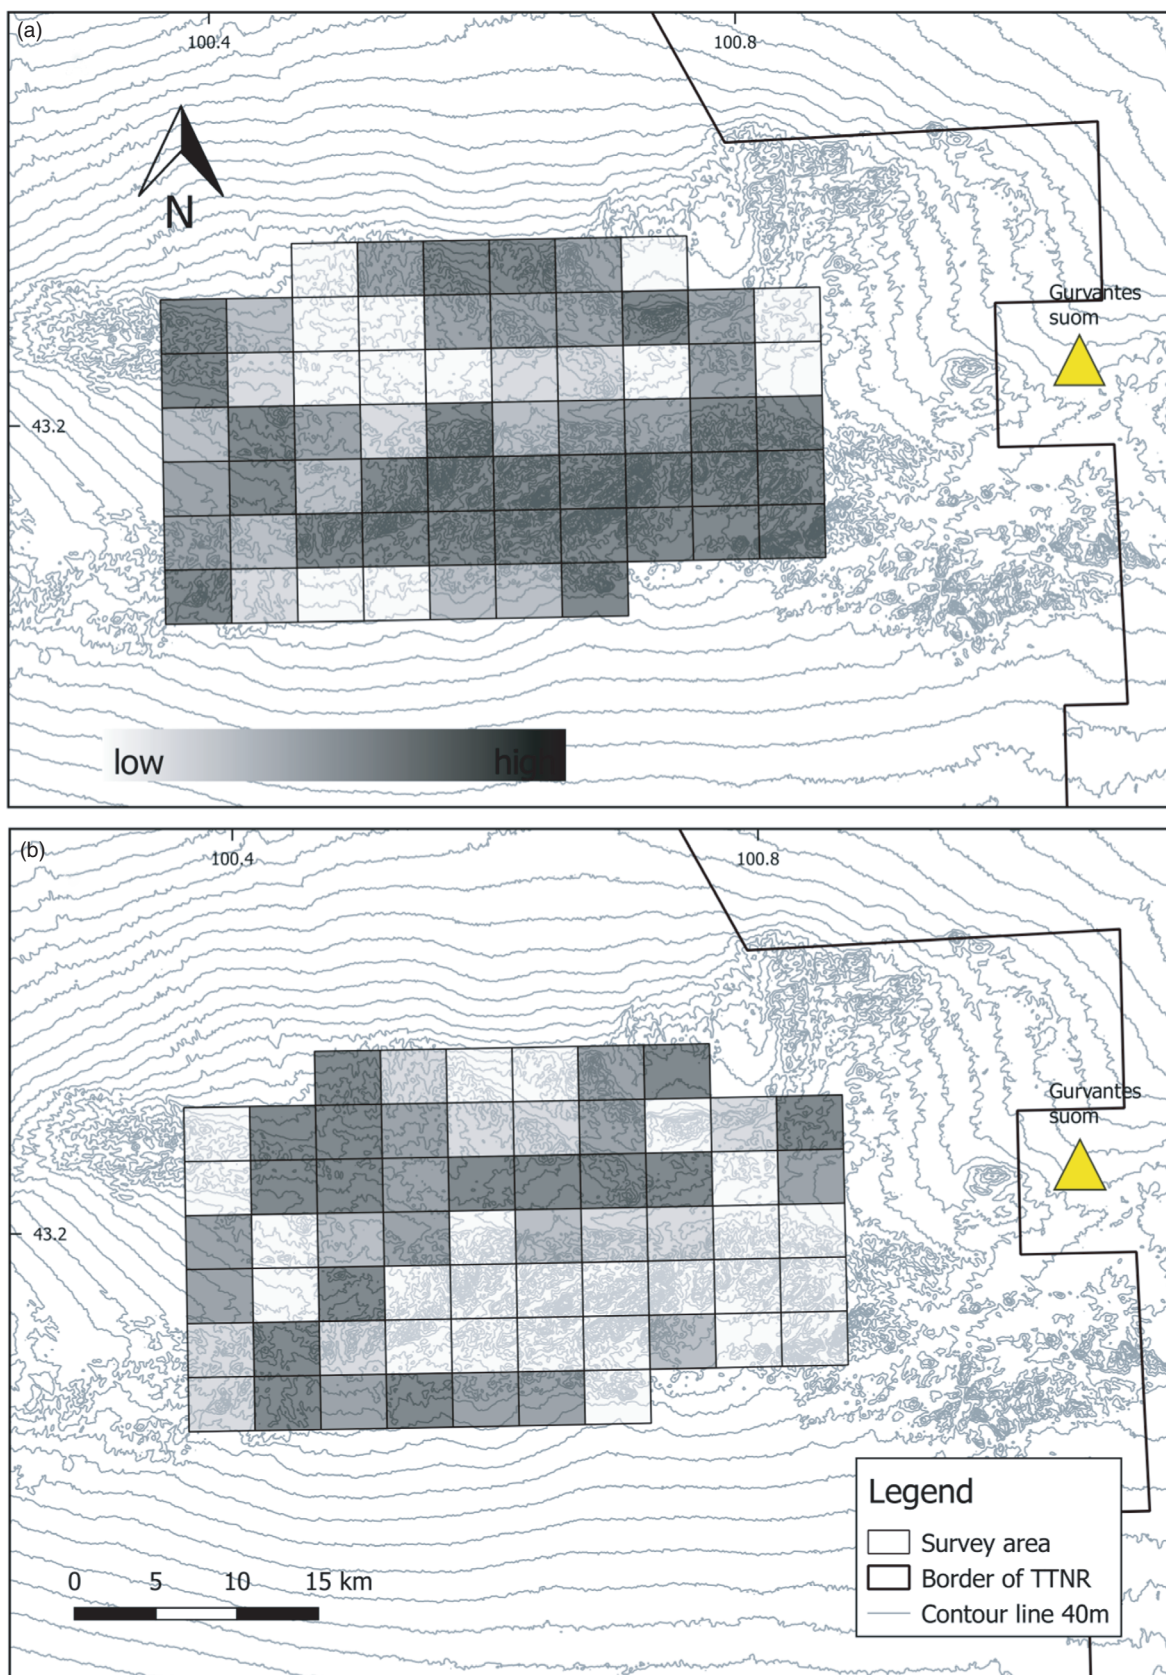 (a)
100.4
100.8
N
Gurvantes
suom
43.2
low
high
(b)
100.4
100.8
Gurvantes
suom
43.2
Legend
Survey area
Border of TTNR
Contour line 40m
0 5 10 15 km